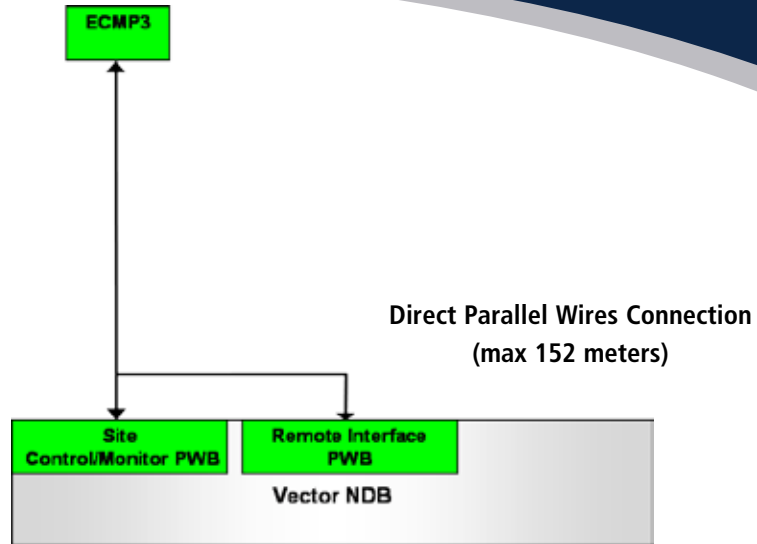 ECMP3
Direct Parallel Wires Connection
(max 152 meters)
Site
Control/Monitor PWB
Remote Interface
PWB
Vector NDB